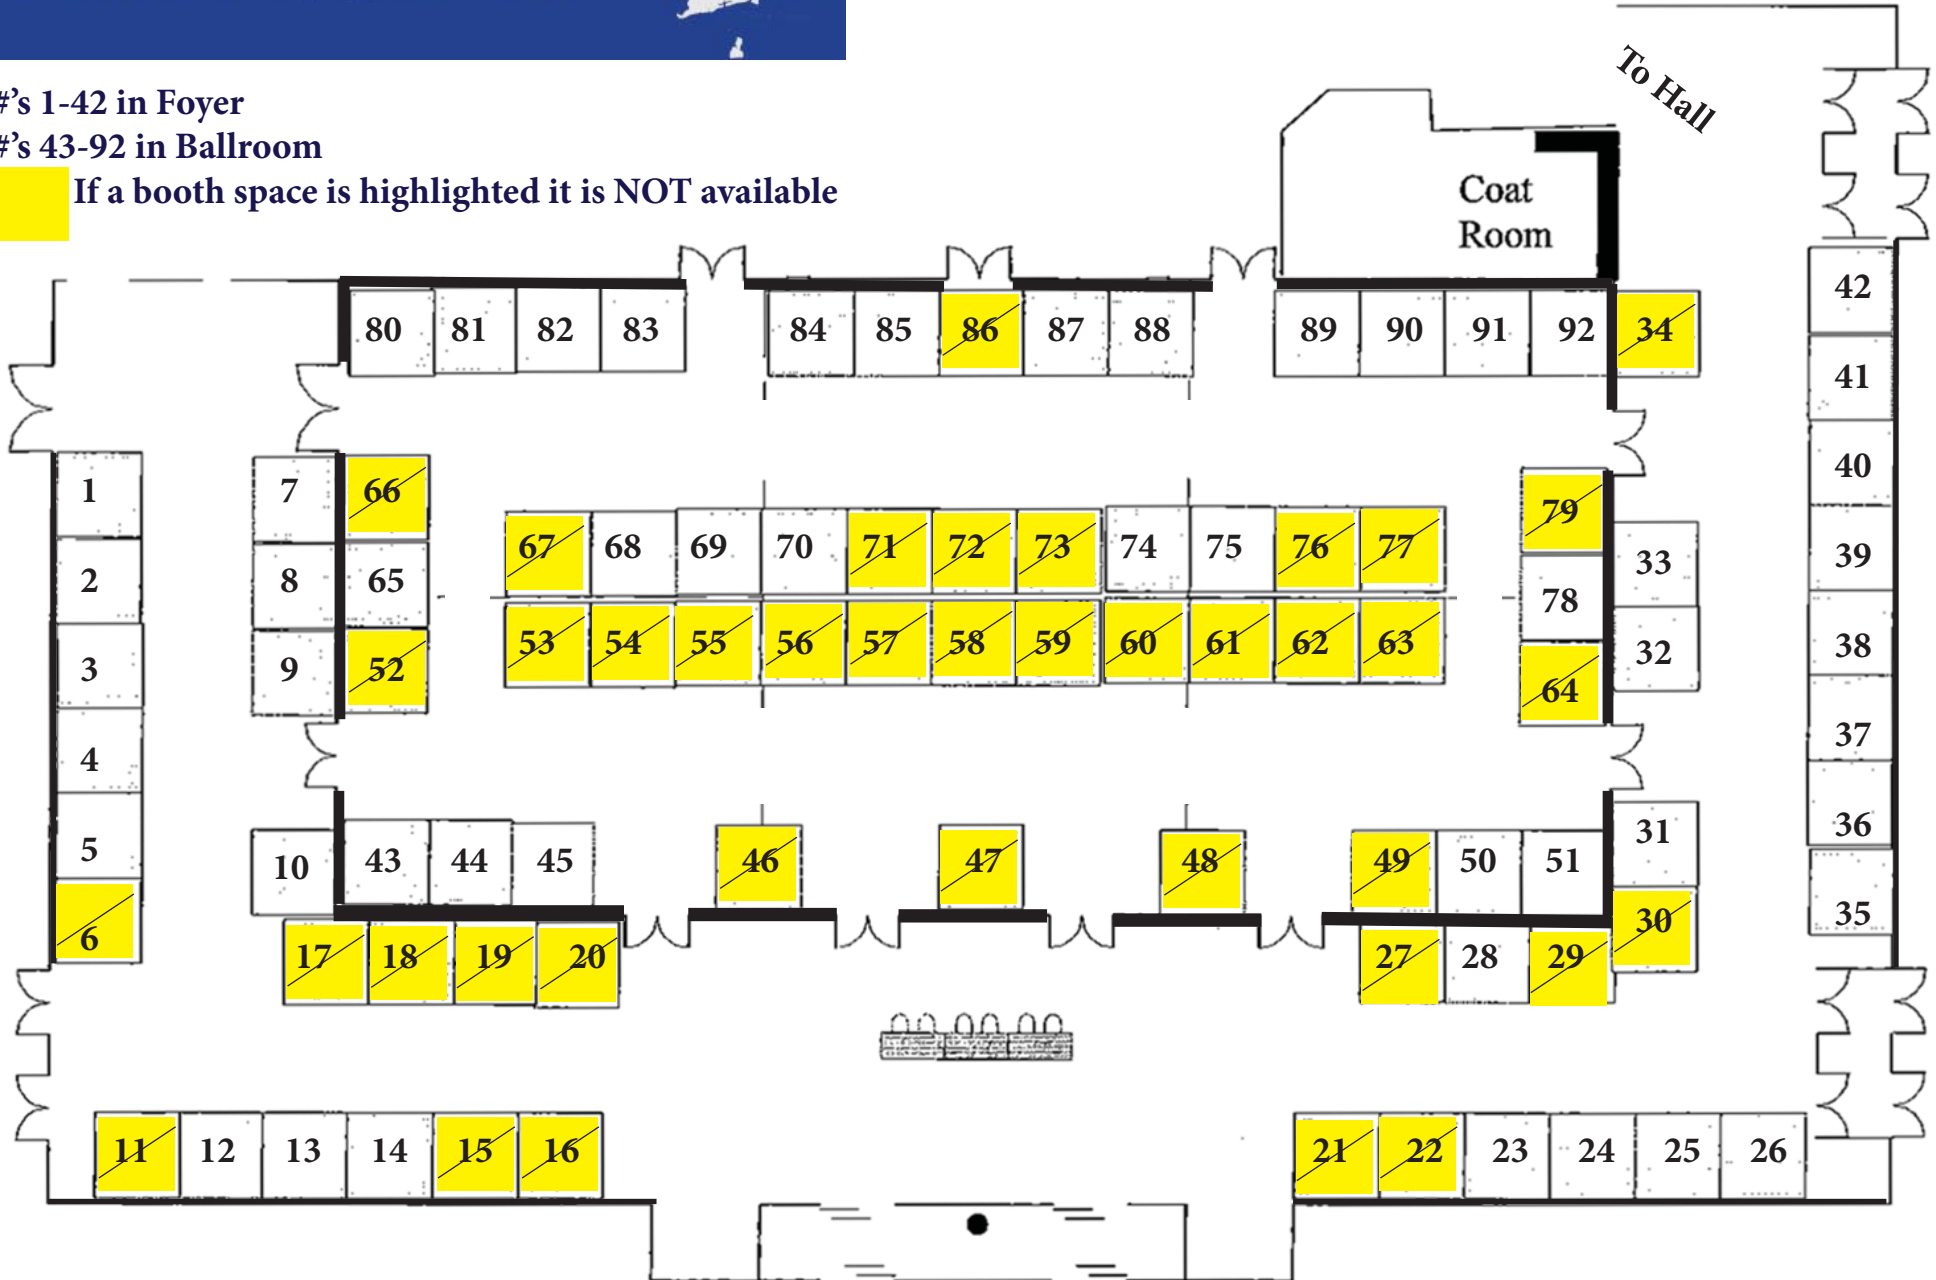 #'s 1-42 in Foyer
#'s 43-92 in Ballroom
If a booth space is highlighted it is NOT available
To Hall
Coat
Room
80 81 82 83 84 85 86 87 88 89 90 91 92 34 42
41
1 7 66 40
67 68 69 70 71 72 73 74 75 76 77 79 33 39
2 8 65 78
53 54 55 56 57 58 59 60 61 62 63 32 38
3 9 52 64
4 37
5 10 43 44 45 46 47 48 49 50 51 31 36
6 17 18 19 20 27 28 29 30 35
11 12 13 14 15 16 21 22 23 24 25 26